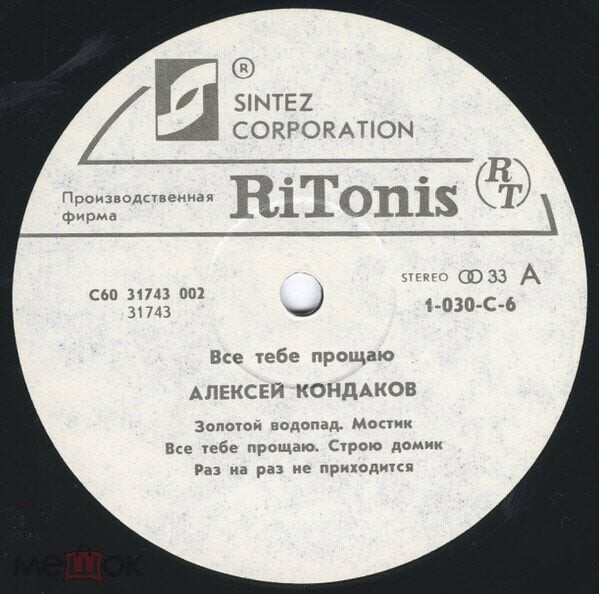 ®
SINTEZ
CORPORATION
Производственная
фирма
RiTonis
RT
С60 31743 002
31743
STEREO 33 A
1-030-С-6
Все тебе прощаю
АЛЕКСЕЙ КОНДАКОВ
Золотой водопад. Мостик
Все тебе прощаю. Строю домик
Раз на раз не приходится
мешок